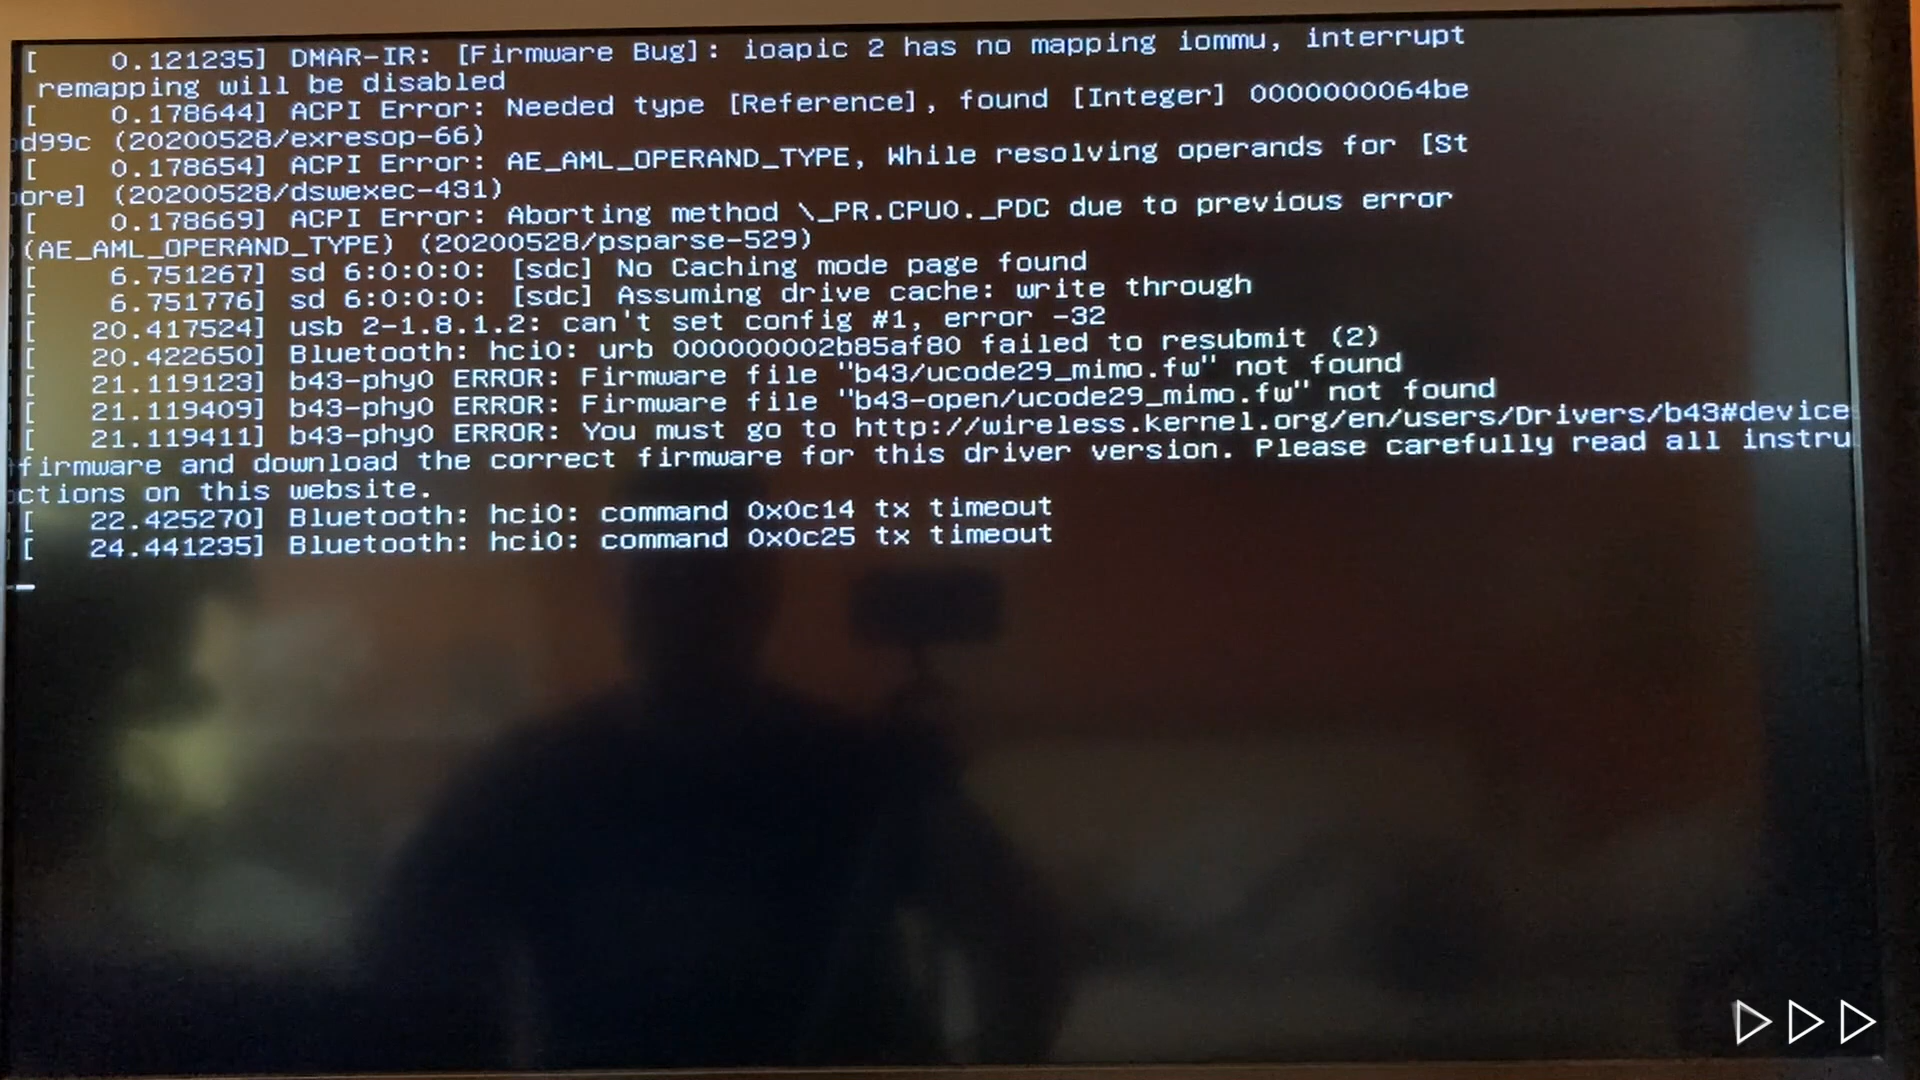 [    0.121235] DMAR-IR: [Firmware Bug]: ioapic 2 has no mapping iommu, interrupt
remapping will be disabled
[    0.178644] ACPI Error: Needed type [Reference], found [Integer] 0000000064be
d99c (20200528/exresop-66)
[    0.178654] ACPI Error: AE_AML_OPERAND_TYPE, While resolving operands for [St
ore] (20200528/dswexec-431)
[    0.178669] ACPI Error: Aborting method \_PR.CPU0._PDC due to previous error
(AE_AML_OPERAND_TYPE) (20200528/psparse-529)
[    6.751267] sd 6:0:0:0: [sdc] No Caching mode page found
[    6.751776] sd 6:0:0:0: [sdc] Assuming drive cache: write through
[   20.417524] usb 2-1.8.1.2: can't set config #1, error -32
[   20.422650] Bluetooth: hci0: urb 000000002b85af80 failed to resubmit (2)
[   21.119123] b43-phy0 ERROR: Firmware file "b43/ucode29_mimo.fw" not found
[   21.119409] b43-phy0 ERROR: Firmware file "b43-open/ucode29_mimo.fw" not found
[   21.119411] b43-phy0 ERROR: You must go to http://wireless.kernel.org/en/users/Drivers/b43#device
firmware and download the correct firmware for this driver version. Please carefully read all instru
ctions on this website.
[   22.425270] Bluetooth: hci0: command 0x0c14 tx timeout
[   24.441235] Bluetooth: hci0: command 0x0c25 tx timeout